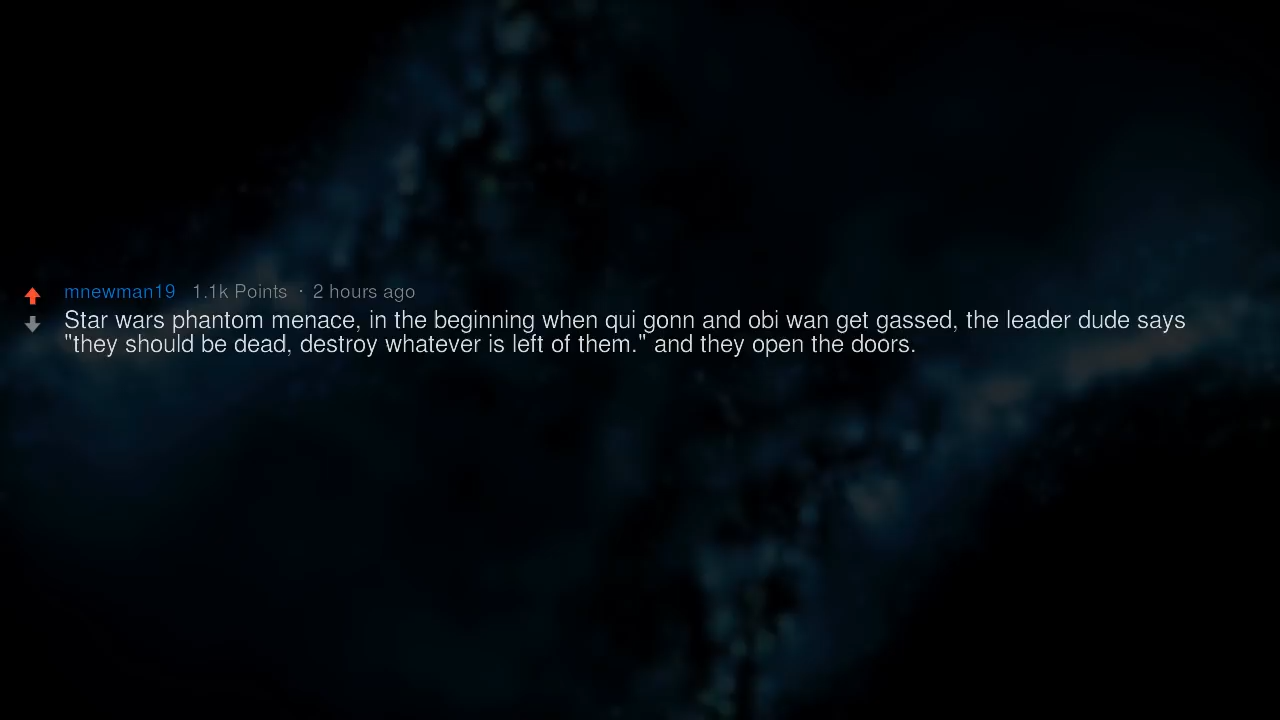 mnewman19 1.1k Points · 2 hours ago
Star wars phantom menace, in the beginning when qui gonn and obi wan get gassed, the leader dude says
"they should be dead, destroy whatever is left of them." and they open the doors.